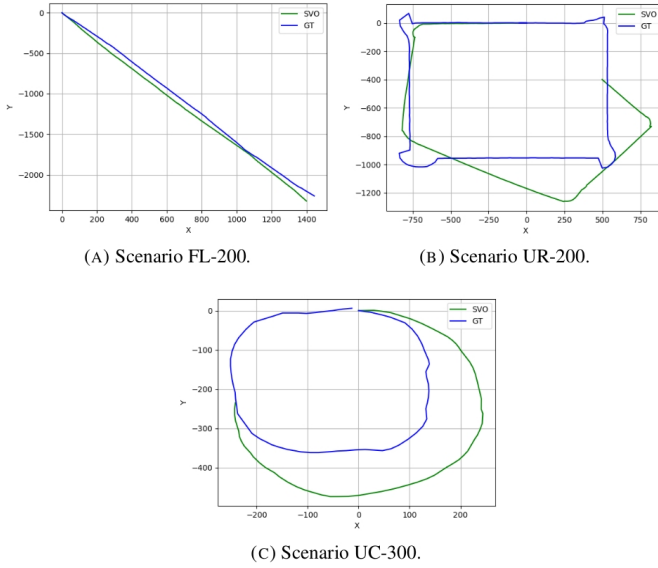 0
−500
−1000
−1500
−2000
Y
0 200 400 600 800 1000 1200 1400
X
SVO
GT
(A) Scenario FL-200.
0
−200
−400
−600
−800
−1000
−1200
Y
−750 −500 −250 0 250 500 750
X
SVO
GT
(B) Scenario UR-200.
0
−100
−200
−300
−400
Y
−200 −100 0 100 200
X
SVO
GT
(C) Scenario UC-300.